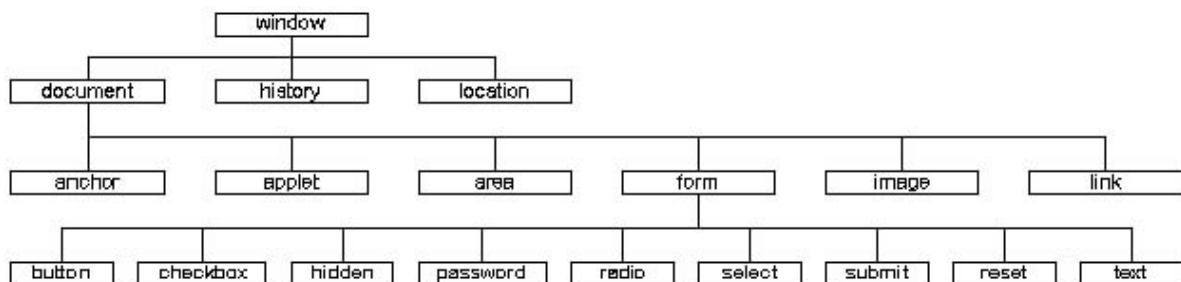 window
document history location
anchor applet area form image link
button checkbox hidden password radio select submit reset text